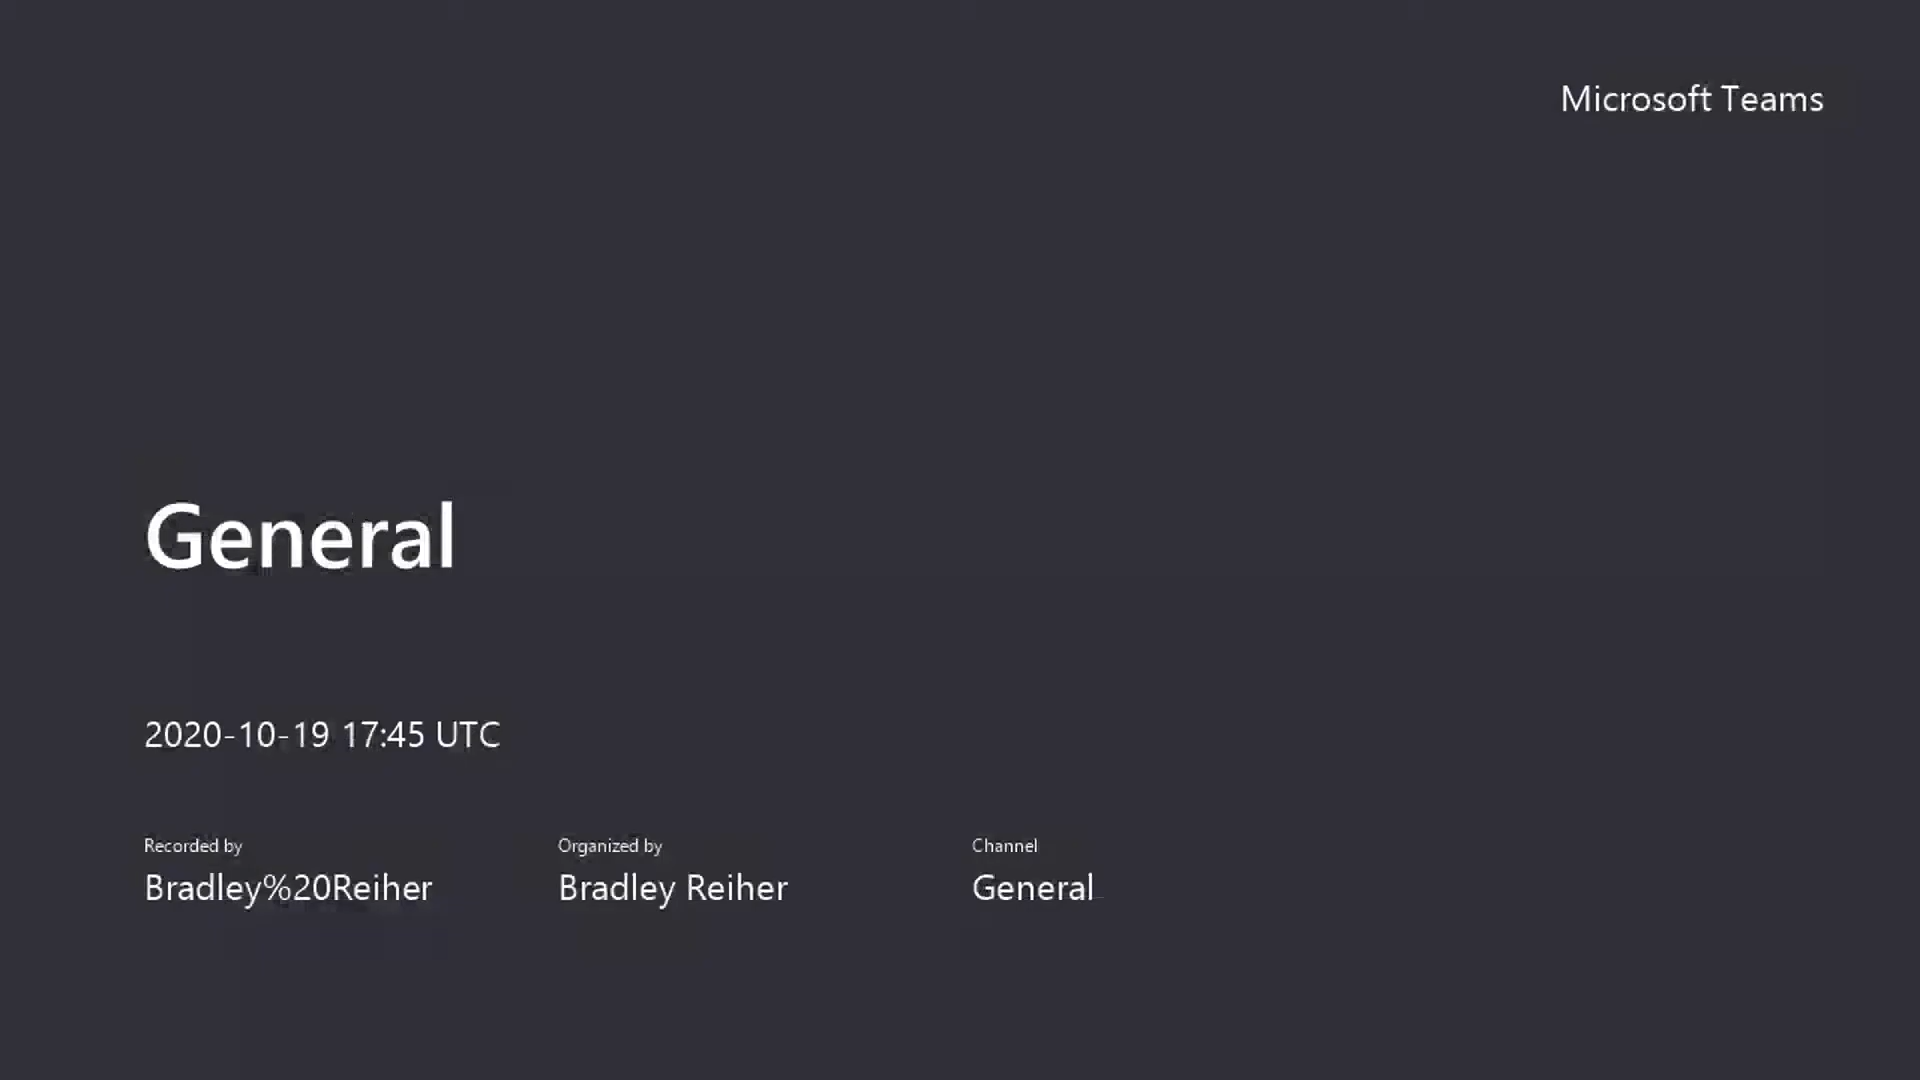 Microsoft Teams
General
2020-10-19 17:45 UTC
Recorded by
Bradley%20Reiher
Organized by
Bradley Reiher
Channel
General